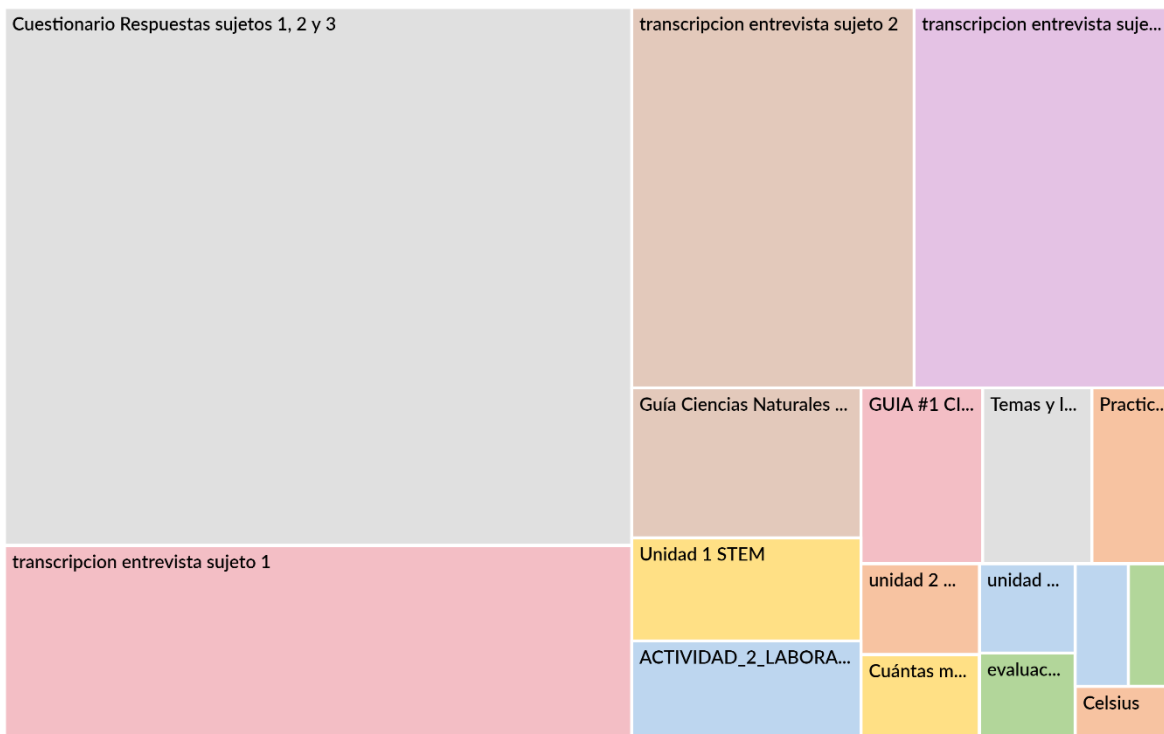 Cuestionario Respuestas sujetos 1, 2 y 3
transcripcion entrevista sujeto 2
transcripcion entrevista suje...
Guía Ciencias Naturales ...
GUIA #1 CI...
Temas y l...
Practic...
transcripcion entrevista sujeto 1
Unidad 1 STEM
unidad 2 ...
unidad ...
ACTIVIDAD_2_LABORA...
Cuántas m...
evaluac...
Celsius